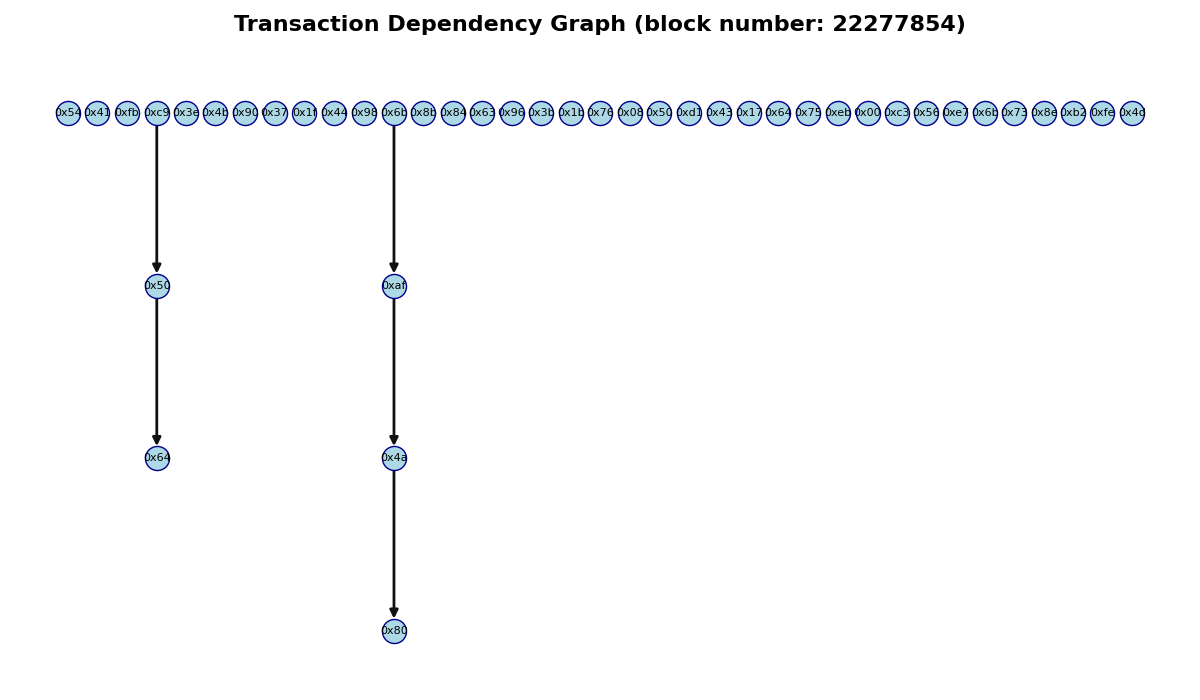 Transaction Dependency Graph (block number: 22277854)
0x54 0x41 0xfb 0xc9 0x3e 0x4b 0x90 0x37 0x1f 0x44 0x98 0x6b 0x8b 0x84 0x63 0x96 0x3b 0x1b 0x76 0x08 0x50 0xd1 0x43 0x17 0x64 0x75 0xeb 0x00 0xc3 0x56 0xe7 0x6b 0x73 0x8e 0xb2 0xfe 0x4d
0x50 0xaf
0x64 0x4a
0x80